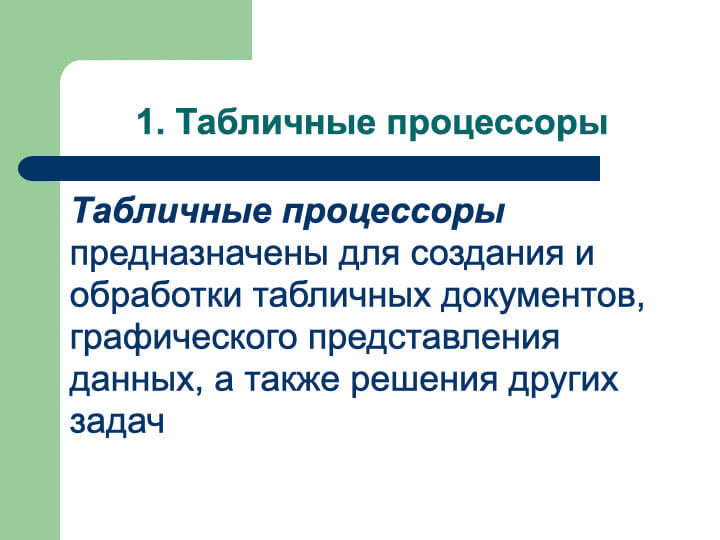 1. Табличные процессоры
Табличные процессоры
предназначены для создания и
обработки табличных документов,
графического представления
данных, а также решения других
задач